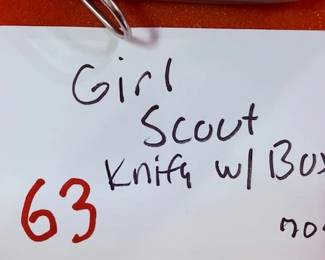 Girl
Scout
Knife w/ Box
63